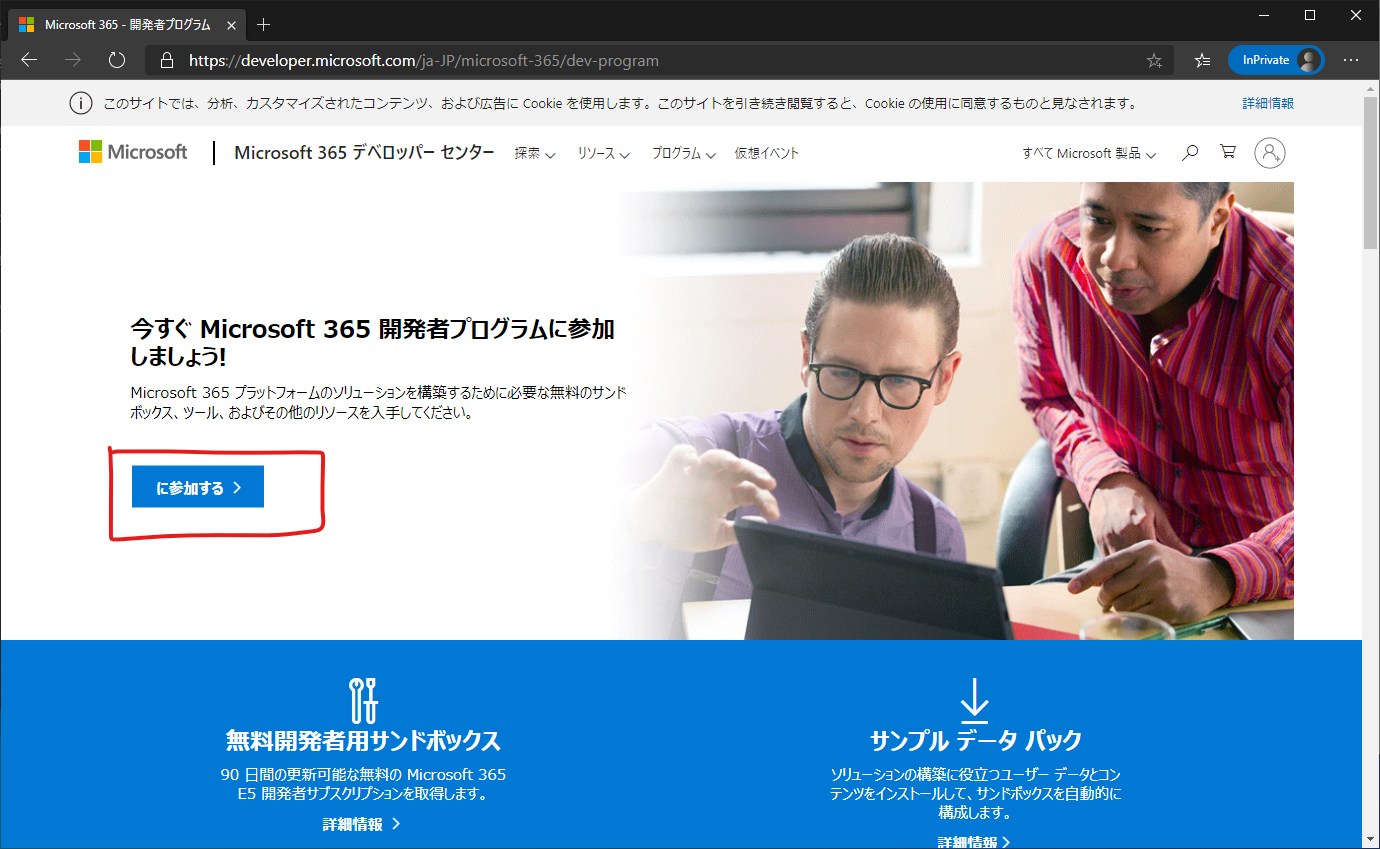 Microsoft 365 - 開発者プログラム
https://developer.microsoft.com/ja-JP/microsoft-365/dev-program
InPrivate
このサイトでは、分析、カスタマイズされたコンテンツ、および広告に Cookie を使用します。このサイトを引き続き閲覧すると、Cookie の使用に同意するものと見なされます。
詳細情報
Microsoft
Microsoft 365 デベロッパー センター
探索
リソース
プログラム
仮想イベント
すべて Microsoft 製品
今すぐ Microsoft 365 開発者プログラムに参加
しましょう!
Microsoft 365 プラットフォームのソリューションを構築するために必要な無料のサンド
ボックス、ツール、およびその他のリソースを入手してください。
に参加する
無料開発者用サンドボックス
90 日間の更新可能な無料の Microsoft 365
E5 開発者サブスクリプションを取得します。
詳細情報
サンプル データ パック
ソリューションの構築に役立つユーザー データとコン
テンツをインストールして、サンドボックスを自動的に
構成します。
詳細情報